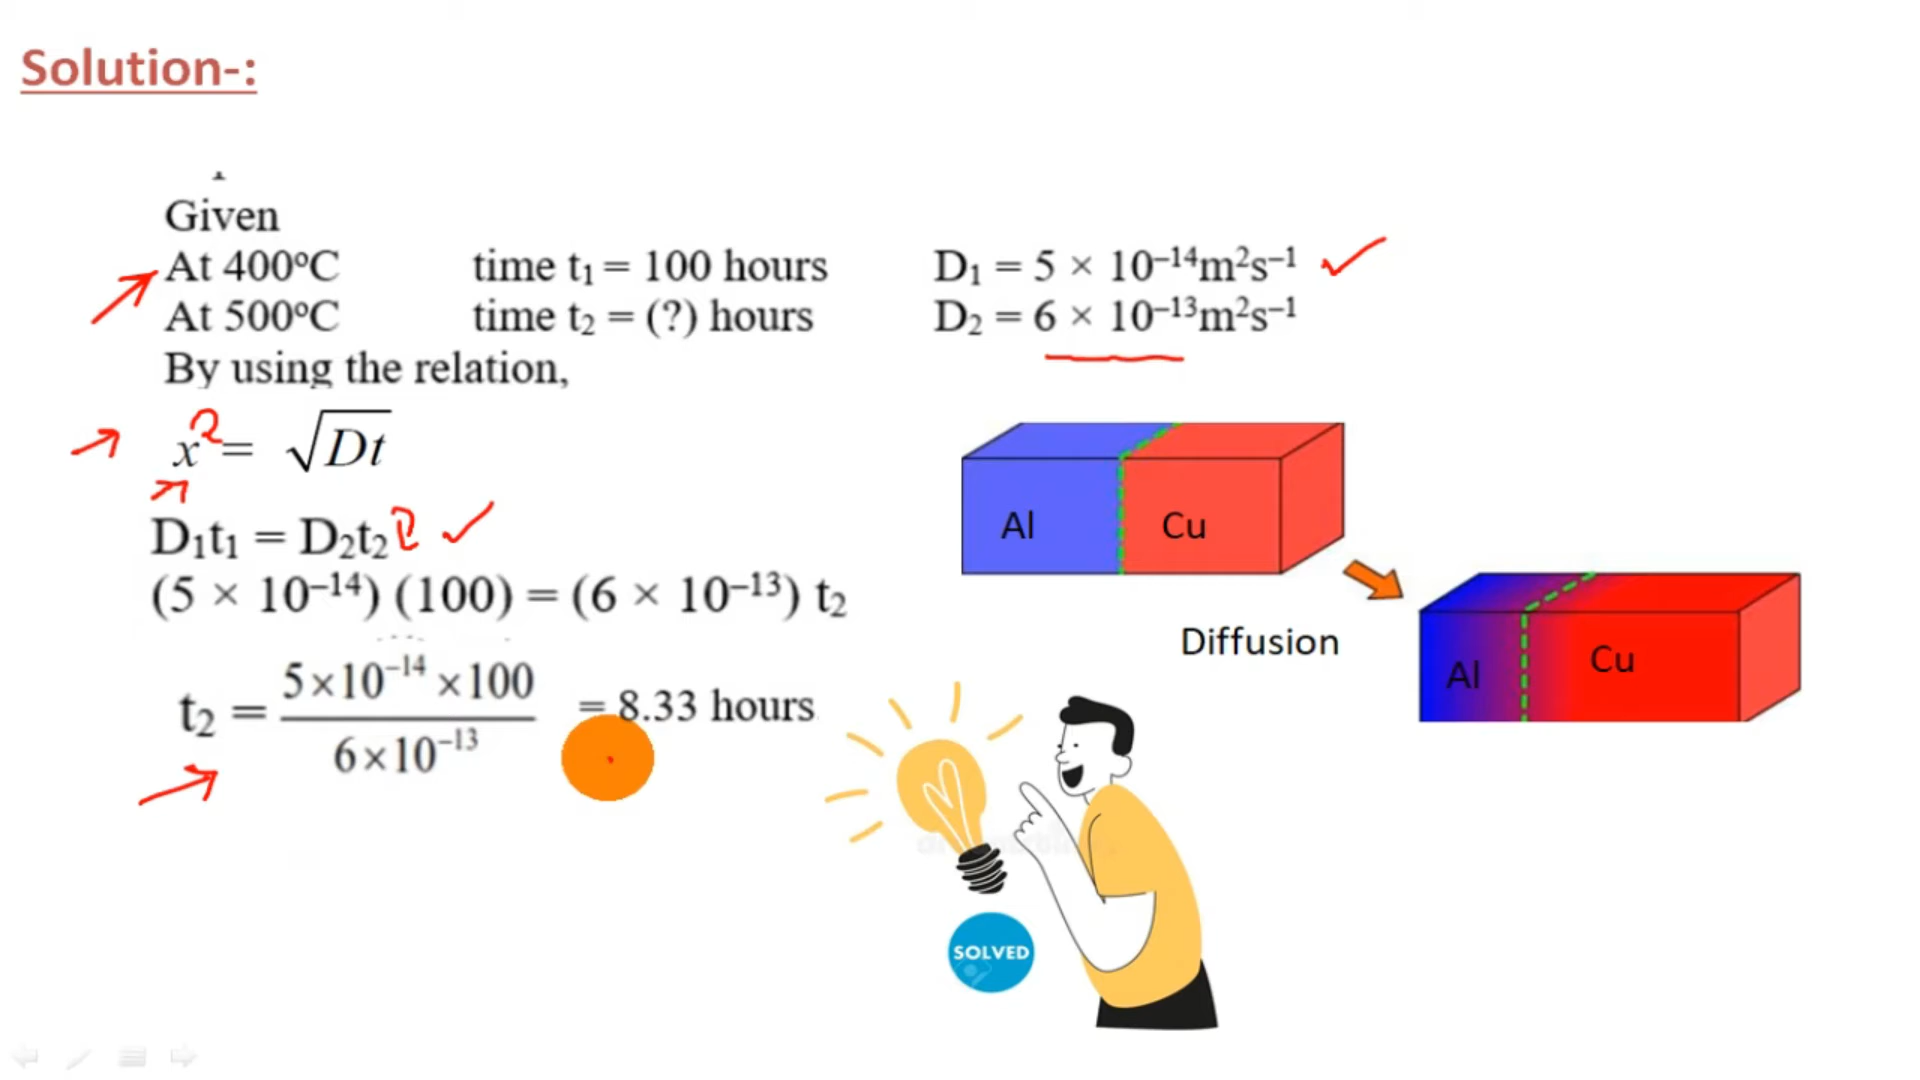 Solution-:
Given
At 400°C time t₁ = 100 hours D₁ = 5 × 10⁻¹⁴m²s⁻¹
At 500°C time t₂ = (?) hours D₂ = 6 × 10⁻¹³m²s⁻¹
By using the relation,
x² = √Dt
D₁t₁ = D₂t₂
(5 × 10⁻¹⁴) (100) = (6 × 10⁻¹³) t₂
t₂ = 5×10⁻¹⁴ ×100 / 6×10⁻¹³ = 8.33 hours
Al Cu
Diffusion
Al Cu
SOLVED